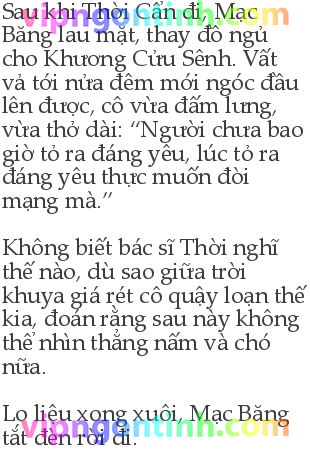 Sau khi Thời Cẩn đi, Mạc
vipngontinh.com
Băng lau mặt, thay đồ ngủ
cho Khương Cửu Sênh. Vất
vả tới nửa đêm mới ngóc đầu
lên được, cô vừa đấm lưng,
vừa thở dài: “Người chưa bao
giờ tỏ ra đáng yêu, lúc tỏ ra
đáng yêu thực muốn đòi
mạng mà.”
Không biết bác sĩ Thời nghĩ
thế nào, dù sao giữa trời
khuya giá rét cô quậy loạn thế
kia, đoán rằng sau này không
thể nhìn thẳng nấm và chó
nữa.
Lo liệu xong xuôi, Mạc Băng
vipngontinh.com
tắt đèn rời đi.